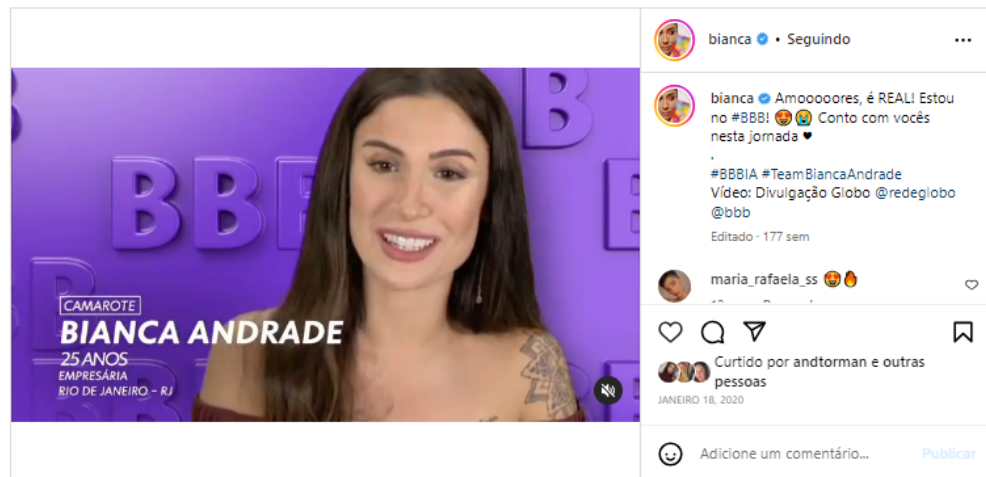 BBB
CAMAROTE
BIANCA ANDRADE
25 ANOS
EMPRESÁRIA
RIO DE JANEIRO – RJ
bianca • Seguindo
bianca Amooooores, é REAL! Estou
no #BBB! 😍😭 Conto com vocês
nesta jornada ♥
.
#BBBIA #TeamBiancaAndrade
Vídeo: Divulgação Globo @redeglobo
@bbb
Editado · 177 sem
maria_rafaela_ss 😍🔥
Curtido por andtorman e outras
pessoas
JANEIRO 18, 2020
Adicione um comentário...
Publicar